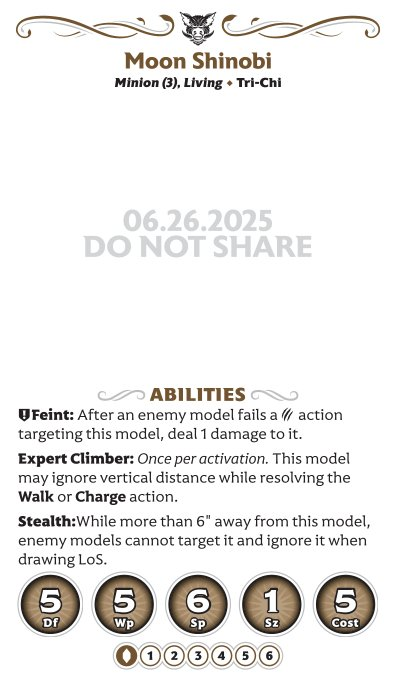 Moon Shinobi
Minion (3), Living ♦ Tri-Chi
06.26.2025
DO NOT SHARE
ABILITIES
Feint: After an enemy model fails a action
targeting this model, deal 1 damage to it.
Expert Climber: Once per activation. This model
may ignore vertical distance while resolving the
Walk or Charge action.
Stealth:While more than 6" away from this model,
enemy models cannot target it and ignore it when
drawing LoS.
5 5 6 1 5
Df Wp Sp Sz Cost
1 2 3 4 5 6